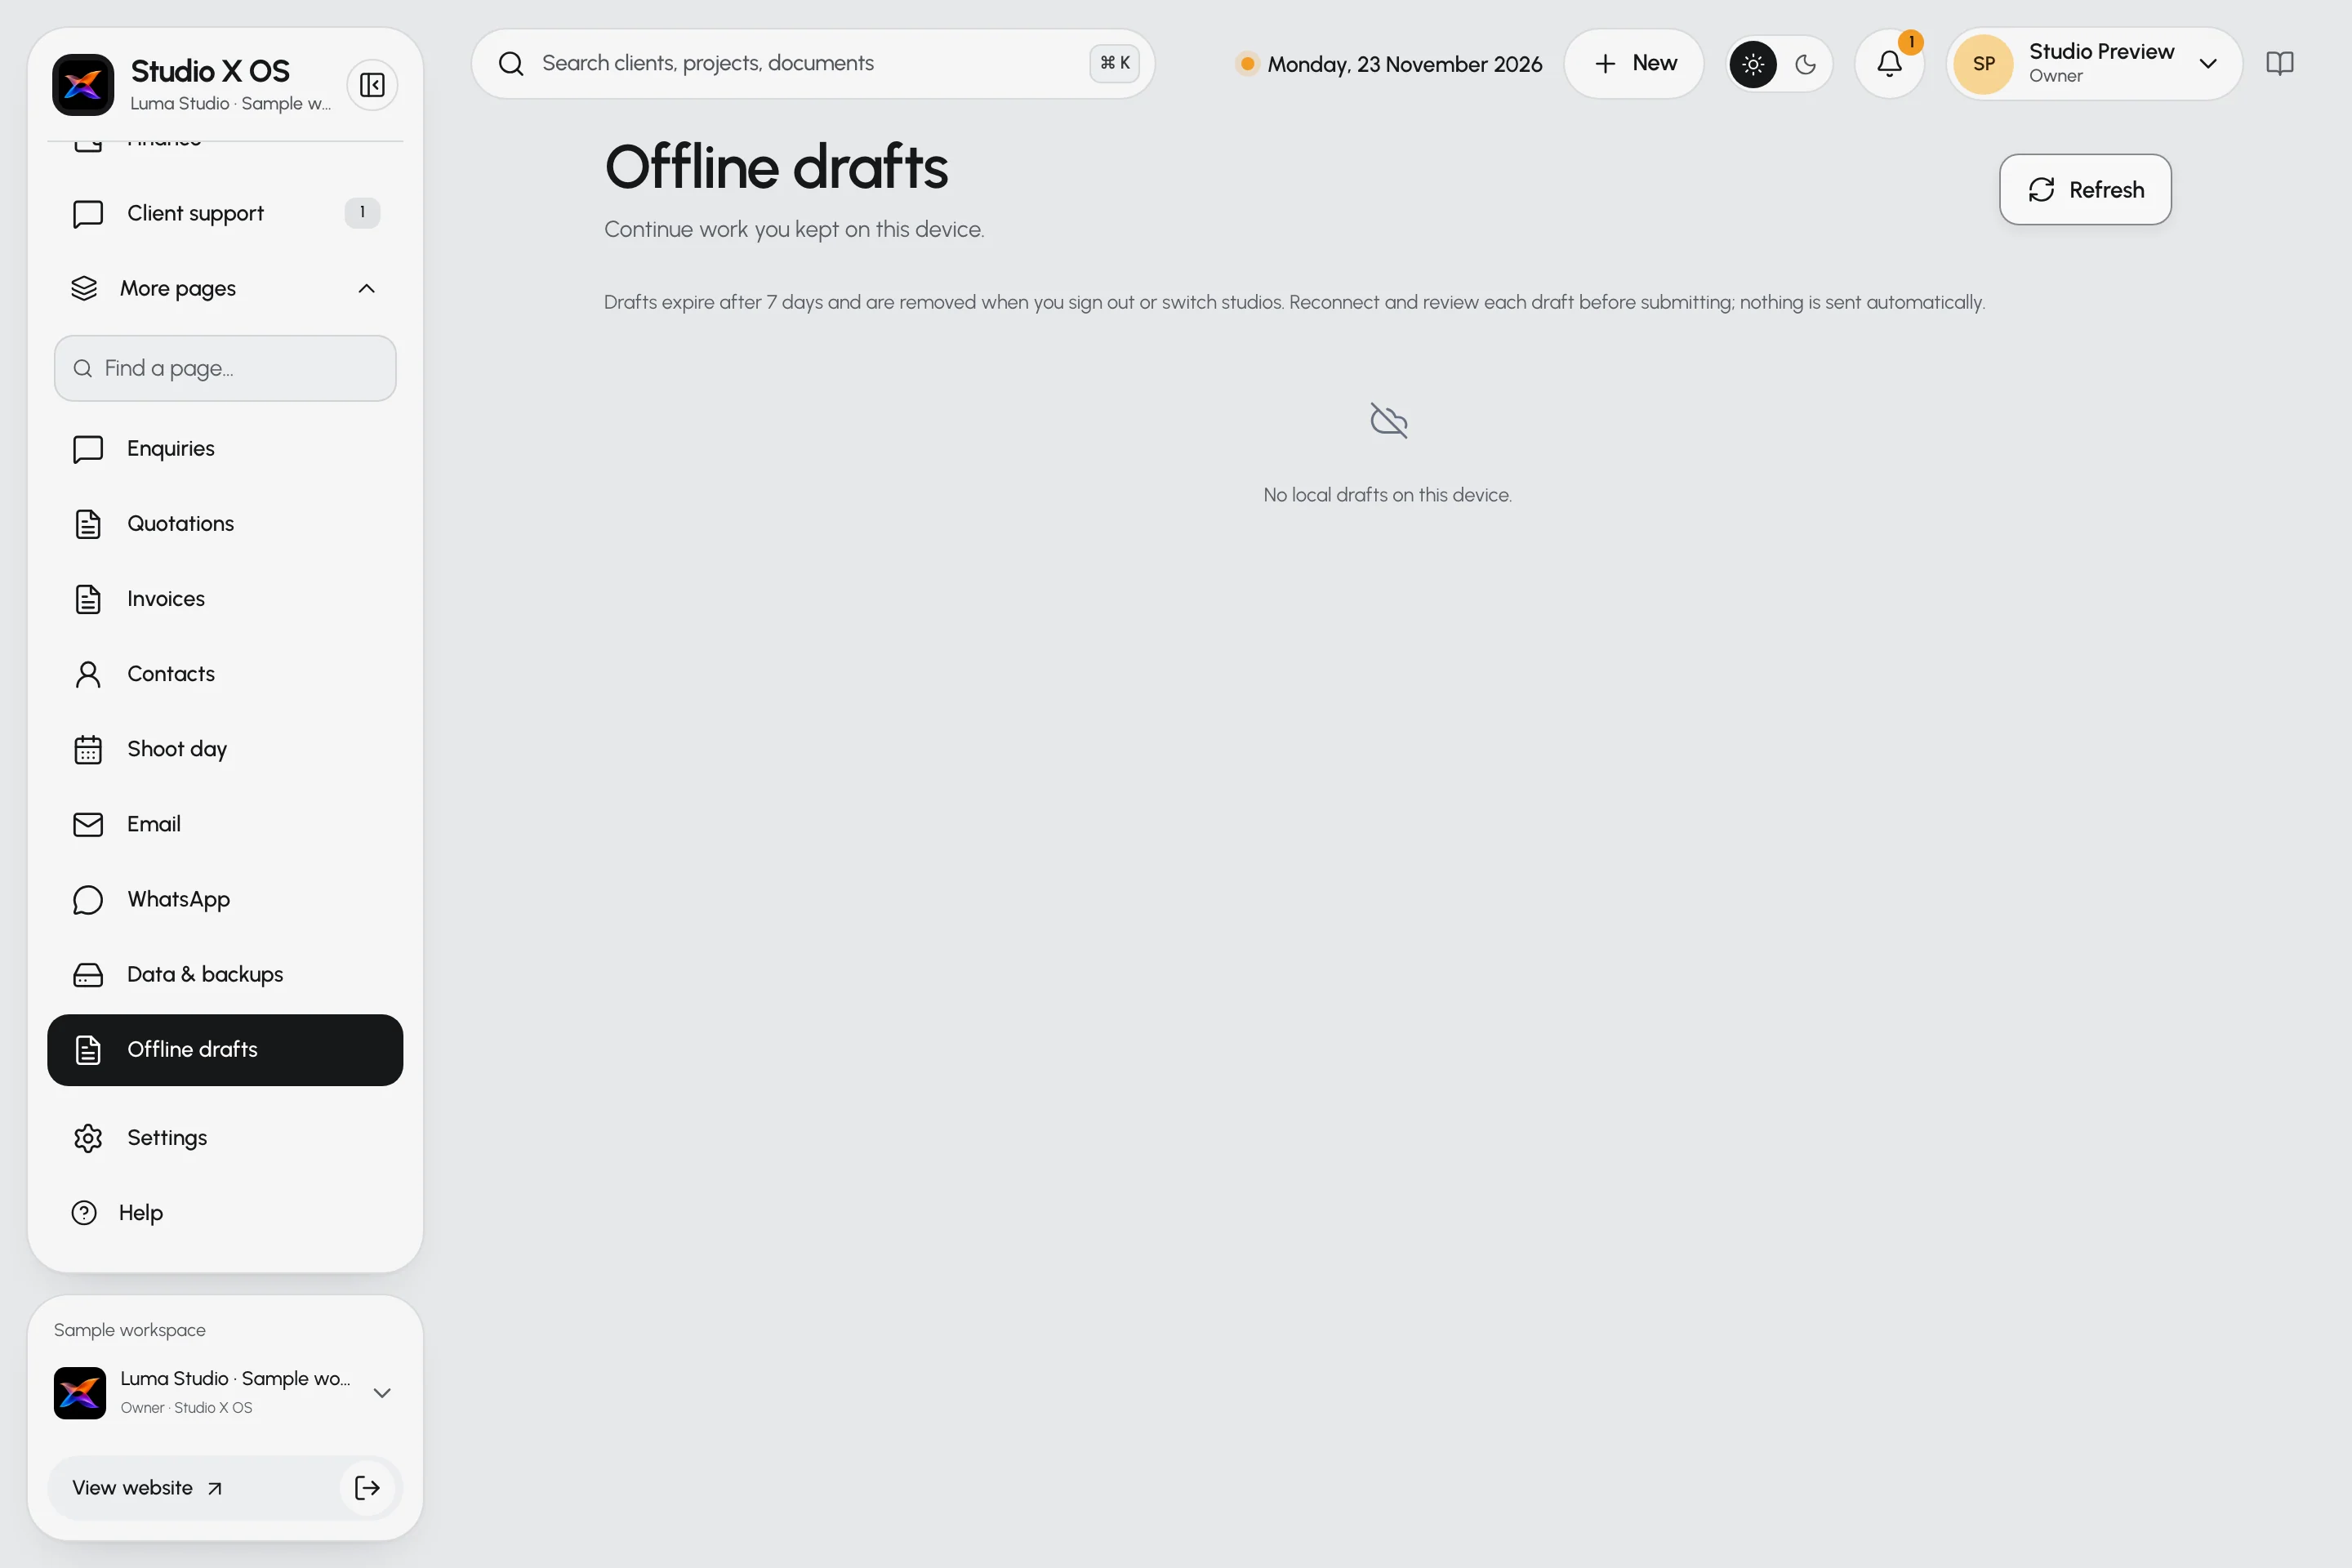 Studio X OS
Luma Studio · Sample w...
Finance
Client support
1
More pages
Find a page...
Enquiries
Quotations
Invoices
Contacts
Shoot day
Email
WhatsApp
Data & backups
Offline drafts
Settings
Help
Sample workspace
Luma Studio · Sample wo...
Owner · Studio X OS
View website
Search clients, projects, documents
⌘ K
Monday, 23 November 2026
New
1
SP
Studio Preview
Owner
Offline drafts
Continue work you kept on this device.
Refresh
Drafts expire after 7 days and are removed when you sign out or switch studios. Reconnect and review each draft before submitting; nothing is sent automatically.
No local drafts on this device.